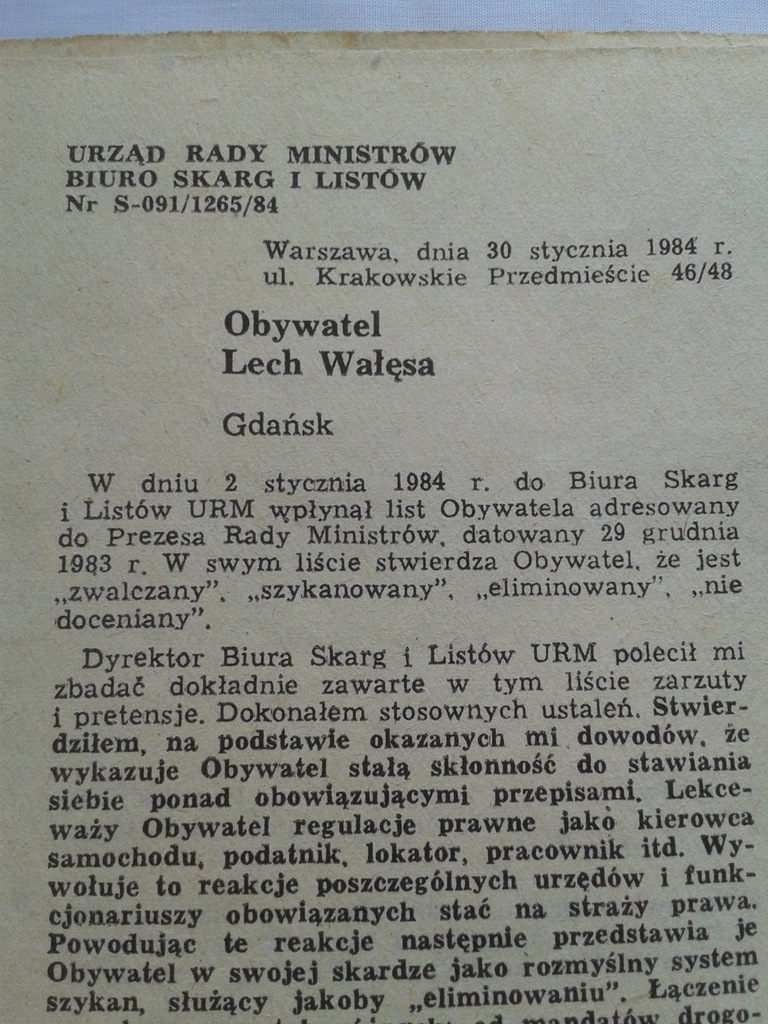 URZĄD RADY MINISTRÓW
BIURO SKARG I LISTÓW
Nr S-091/1265/84
Warszawa, dnia 30 stycznia 1984 r.
ul. Krakowskie Przedmieście 46/48
Obywatel
Lech Wałęsa
Gdańsk
W dniu 2 stycznia 1984 r. do Biura Skarg
i Listów URM wpłynął list Obywatela adresowany
do Prezesa Rady Ministrów, datowany 29 grudnia
1983 r. W swym liście stwierdza Obywatel, że jest
„zwalczany”, „szykanowany”, „eliminowany”, „nie
doceniany”.
Dyrektor Biura Skarg i Listów URM polecił mi
zbadać dokładnie zawarte w tym liście zarzuty
i pretensje. Dokonałem stosownych ustaleń. Stwier-
dziłem, na podstawie okazanych mi dowodów, że
wykazuje Obywatel stałą skłonność do stawiania
siebie ponad obowiązującymi przepisami. Lekce-
waży Obywatel regulacje prawne jako kierowca
samochodu, podatnik, lokator, pracownik itd. Wy-
wołuje to reakcje poszczególnych urzędów i funk-
cjonariuszy obowiązanych stać na straży prawa.
Powodując te reakcje następnie przedstawia je
Obywatel w swojej skardze jako rozmyślny system
szykan, służący jakoby „eliminowaniu”. Łączenie
od mandatów drogo-